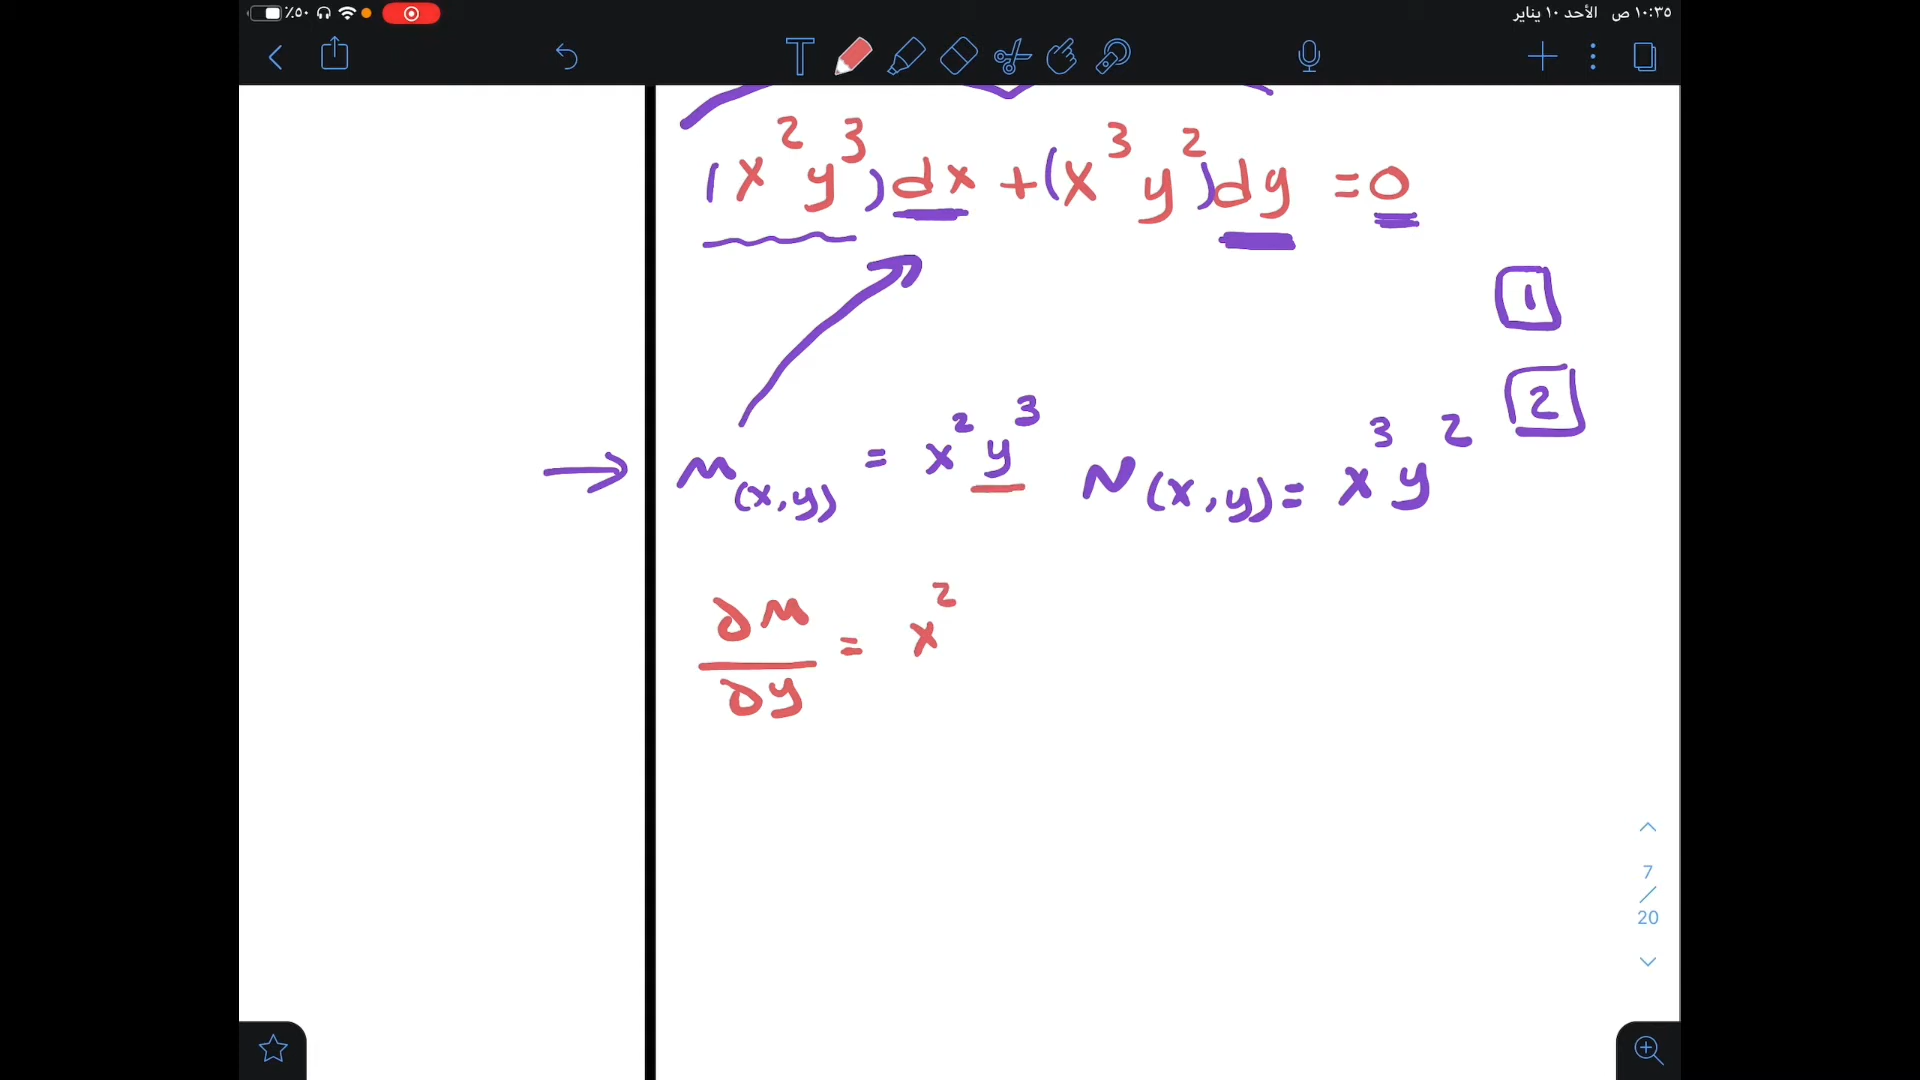 ٪٥٠ ١٠:٣٥ ص الأحد ١٠ يناير
T
(x²y³)dx + (x³y²)dy = 0
1
2
M(x,y) = x²y³ N(x,y) = x³y²
∂M/∂y = x²
7
/
20